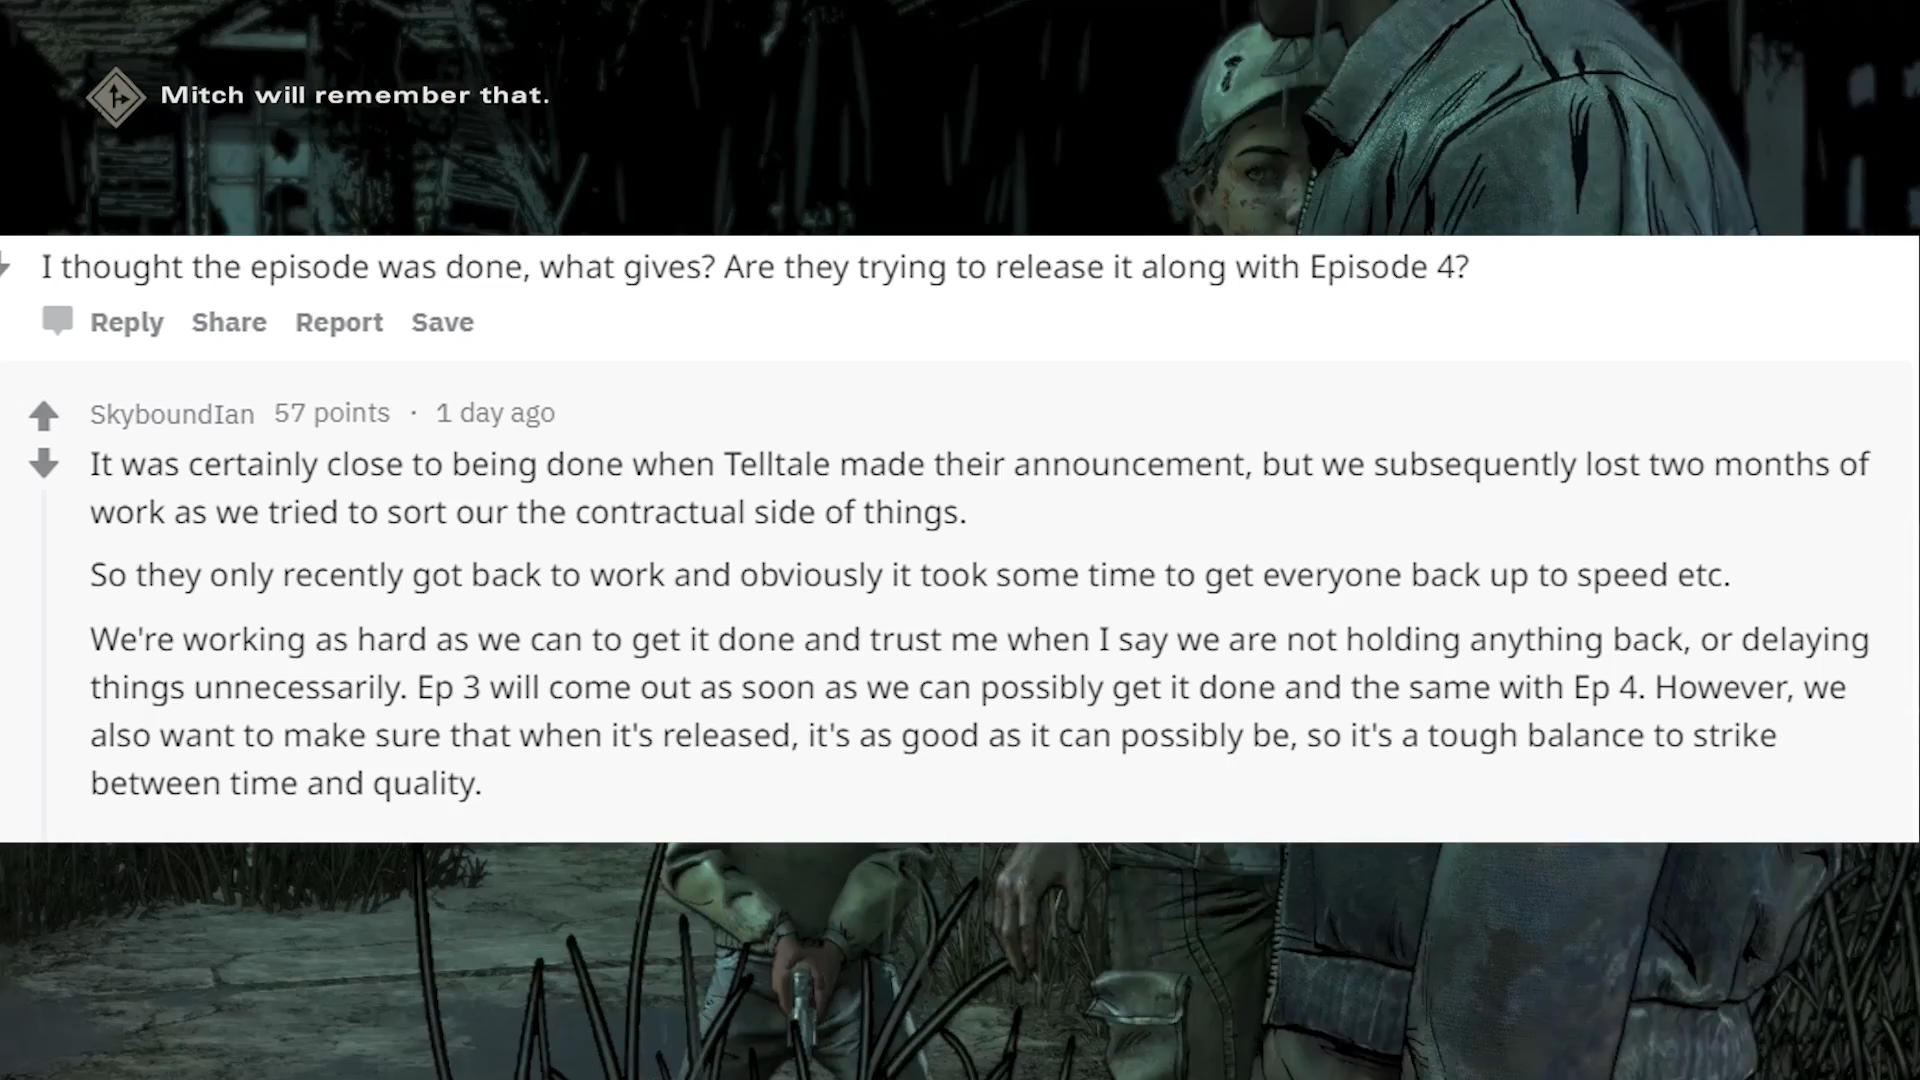 Mitch will remember that.
I thought the episode was done, what gives? Are they trying to release it along with Episode 4?
Reply Share Report Save
SkyboundIan 57 points · 1 day ago
It was certainly close to being done when Telltale made their announcement, but we subsequently lost two months of
work as we tried to sort our the contractual side of things.
So they only recently got back to work and obviously it took some time to get everyone back up to speed etc.
We're working as hard as we can to get it done and trust me when I say we are not holding anything back, or delaying
things unnecessarily. Ep 3 will come out as soon as we can possibly get it done and the same with Ep 4. However, we
also want to make sure that when it's released, it's as good as it can possibly be, so it's a tough balance to strike
between time and quality.